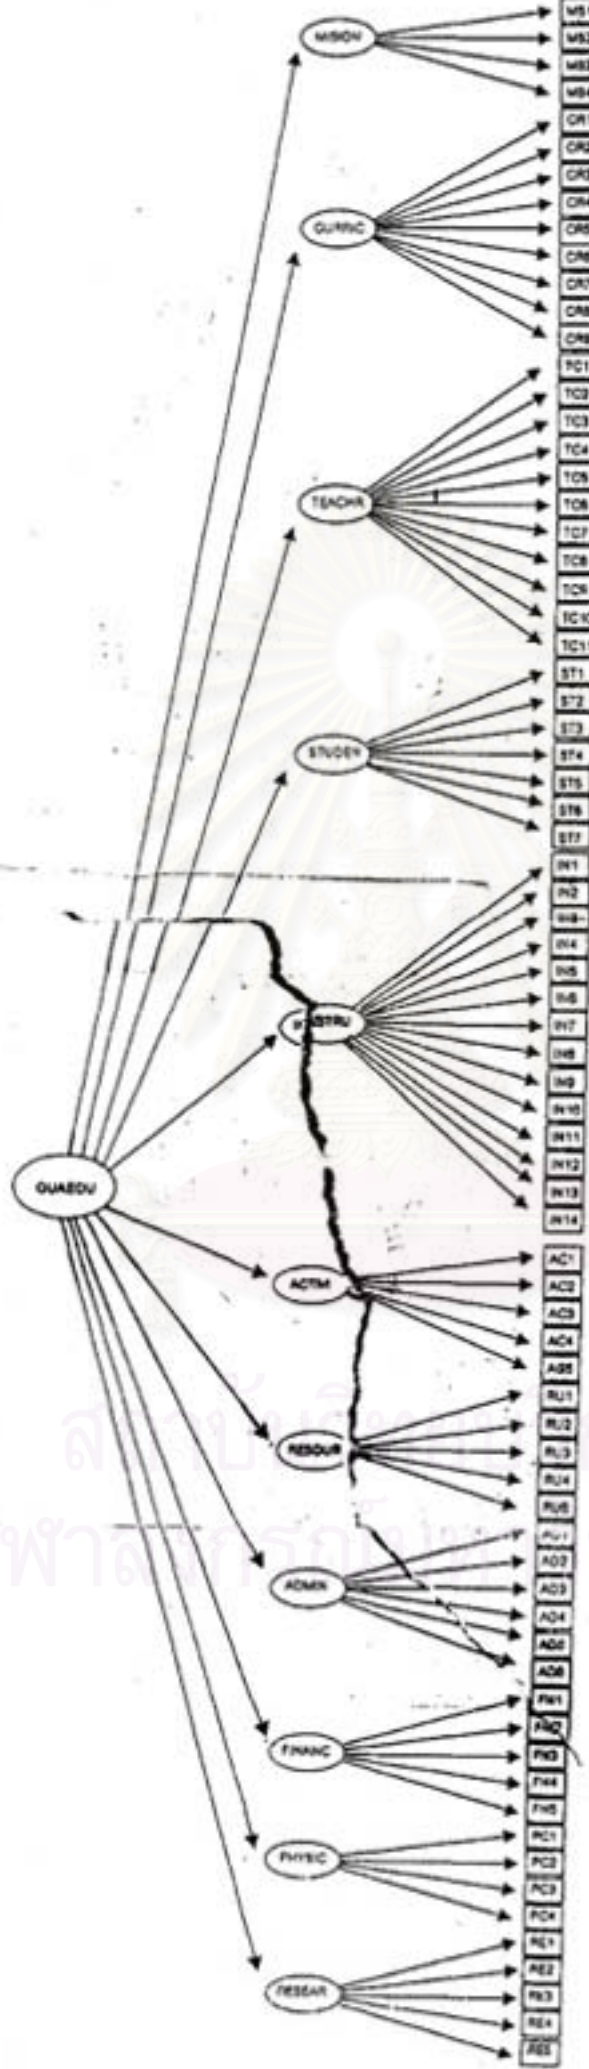 MISION
MS1
MS2
MS3
MS4
CURRIC
CR1
CR2
CR3
CR4
CR5
CR6
CR7
CR8
CR9
TEACHR
TC1
TC2
TC3
TC4
TC5
TC6
TC7
TC8
TC9
TC10
TC11
STUDEN
ST1
ST2
ST3
ST4
ST5
ST6
ST7
INSTRU
IN1
IN2
IN3
IN4
IN5
IN6
IN7
IN8
IN9
IN10
IN11
IN12
IN13
IN14
QUAEDU
ACTIVI
AC1
AC2
AC3
AC4
AC5
RESOUR
RU1
RU2
RU3
RU4
RU5
ADMIN
AD1
AD2
AD3
AD4
AD5
AD6
FINANC
FN1
FN2
FN3
FN4
FN5
PHYSIC
PC1
PC2
PC3
PC4
RESEAR
RE1
RE2
RE3
RE4
RE5